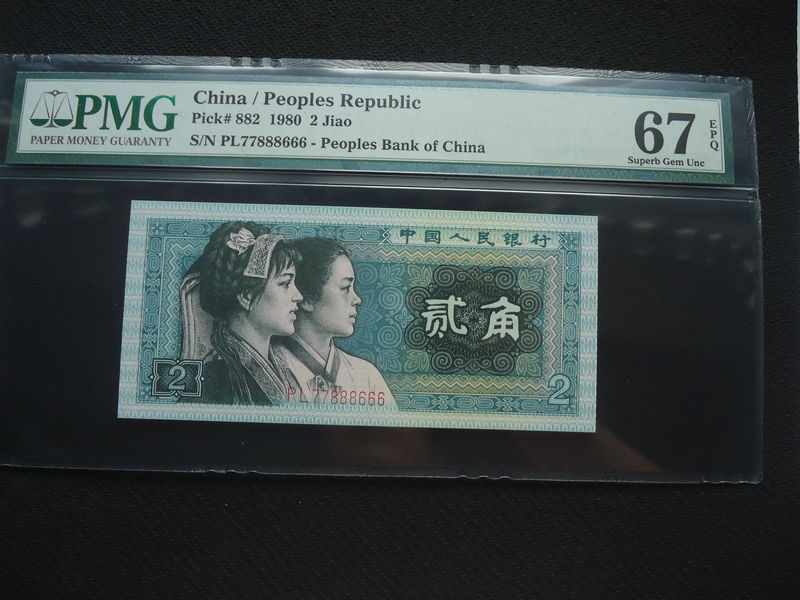 PMG
PAPER MONEY GUARANTY
China / Peoples Republic
Pick# 882 1980 2 Jiao
S/N PL77888666 - Peoples Bank of China
67
EPQ
Superb Gem Unc
中国人民银行
贰角
2
2
PL77888666